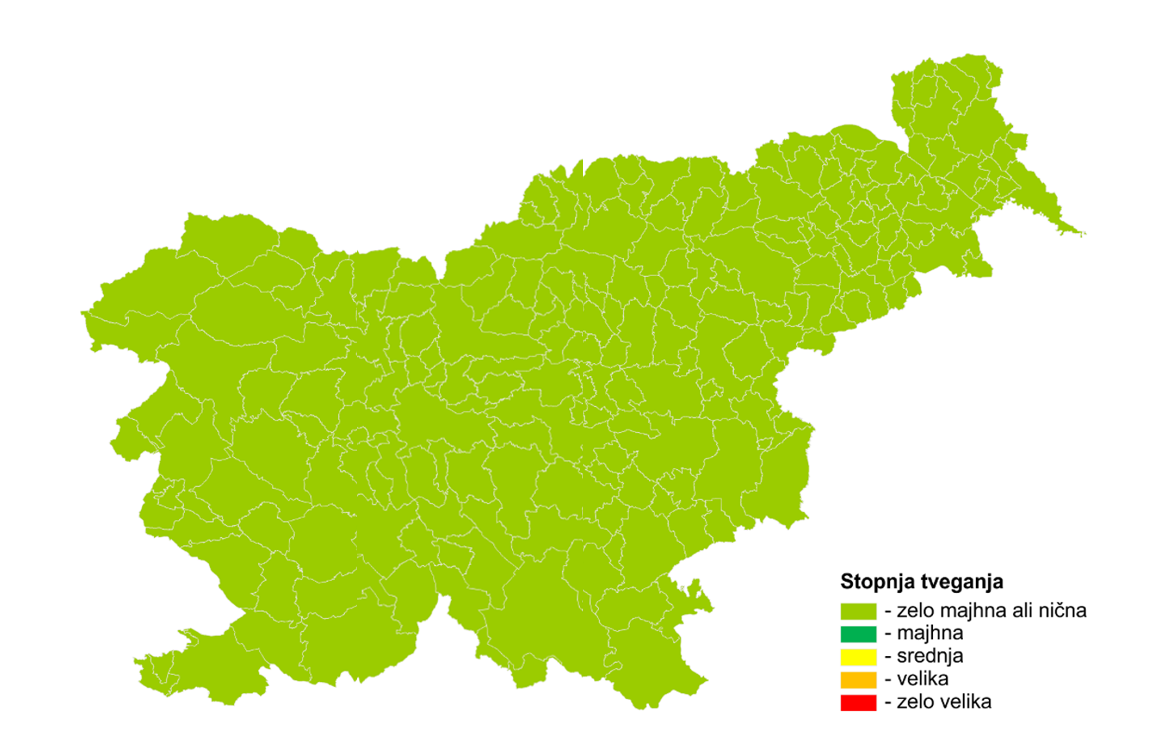 Stopnja tveganja
- zelo majhna ali nična
- majhna
- srednja
- velika
- zelo velika